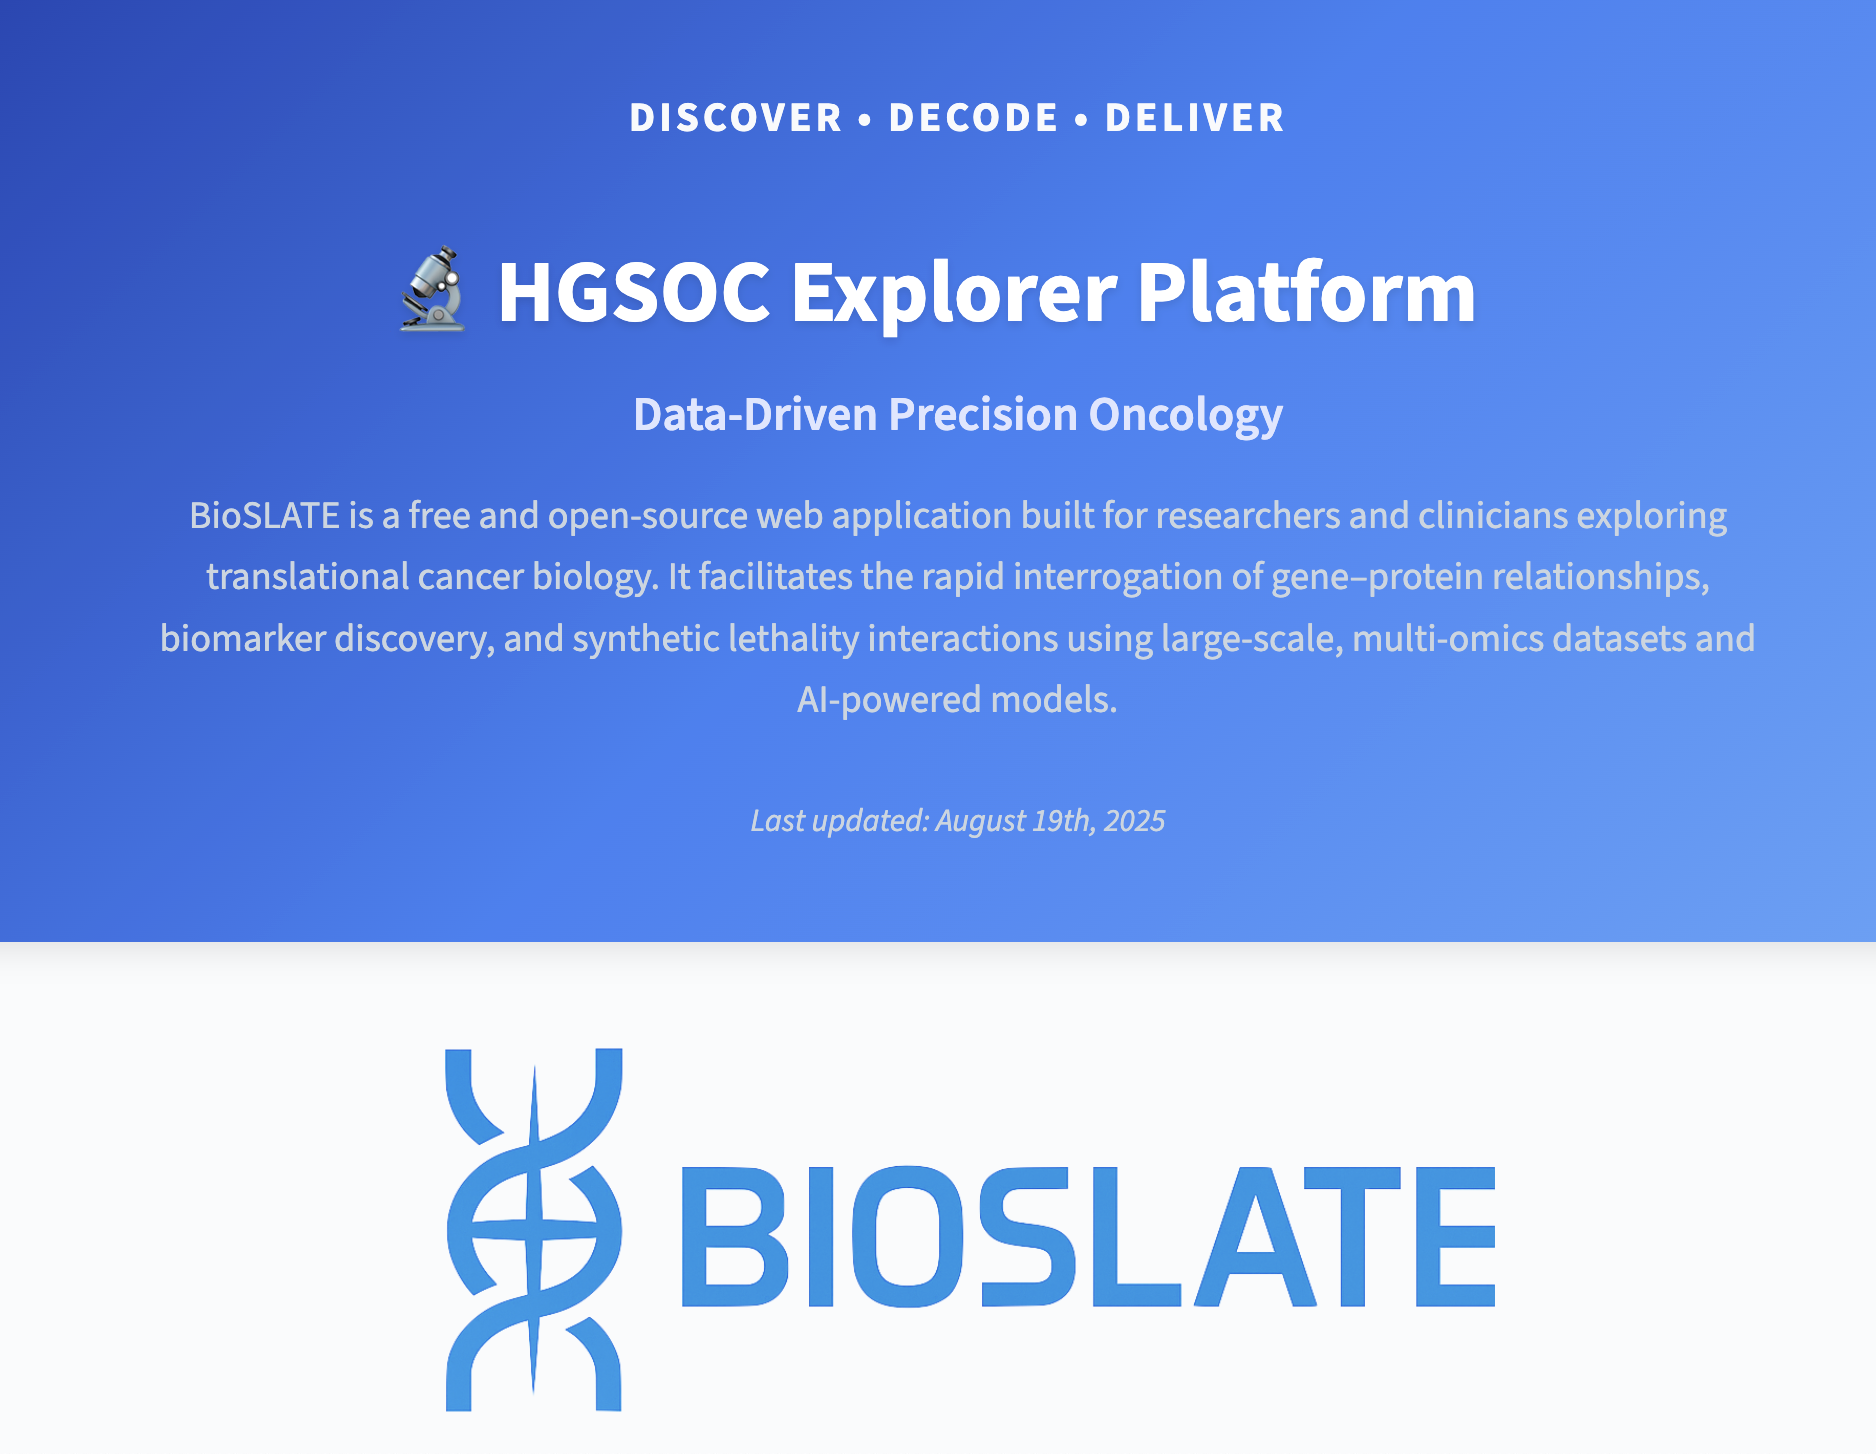 DISCOVER • DECODE • DELIVER
HGSOC Explorer Platform
Data-Driven Precision Oncology
BioSLATE is a free and open-source web application built for researchers and clinicians exploring
translational cancer biology. It facilitates the rapid interrogation of gene–protein relationships,
biomarker discovery, and synthetic lethality interactions using large-scale, multi-omics datasets and
AI-powered models.
Last updated: August 19th, 2025
BIOSLATE